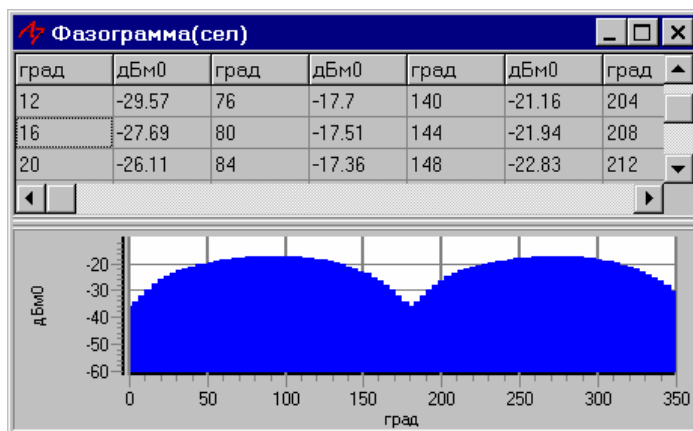 Фазограмма(сел)
град дБм0 град дБм0 град дБм0 град
12 -29.57 76 -17.7 140 -21.16 204
16 -27.69 80 -17.51 144 -21.94 208
20 -26.11 84 -17.36 148 -22.83 212
дБм0
-20
-30
-40
-50
-60
0 50 100 150 200 250 300 350
град